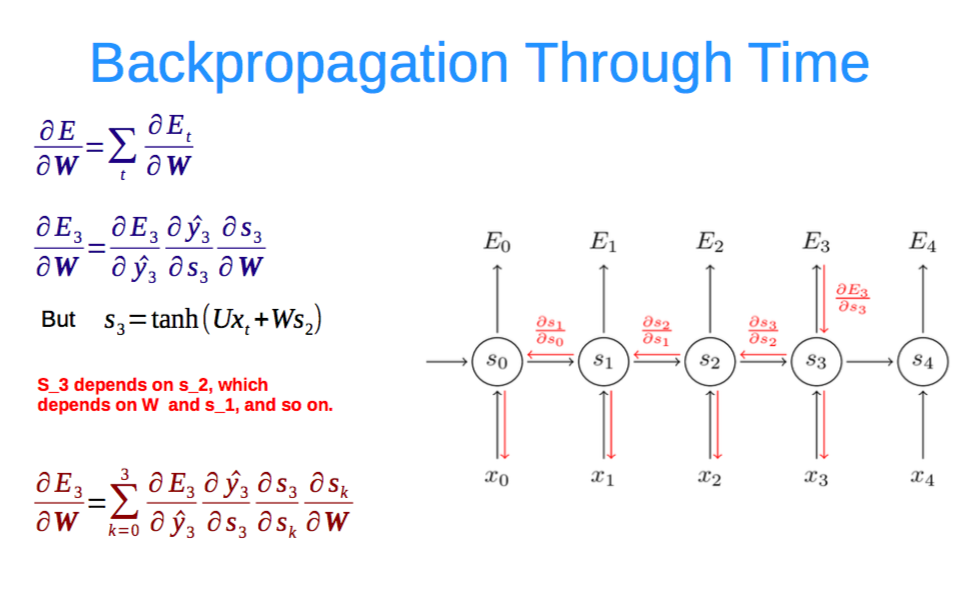 Backpropagation Through Time
∂E/∂W = ∑_t ∂E_t/∂W
∂E_3/∂W = ∂E_3/∂ŷ_3 ∂ŷ_3/∂s_3 ∂s_3/∂W
But s_3=tanh(Ux_t+Ws_2)
S_3 depends on s_2, which
depends on W and s_1, and so on.
∂E_3/∂W = ∑_{k=0}^{3} ∂E_3/∂ŷ_3 ∂ŷ_3/∂s_3 ∂s_3/∂s_k ∂s_k/∂W
E_0 E_1 E_2 E_3 E_4
∂E_3/∂s_3
∂s_1/∂s_0 ∂s_2/∂s_1 ∂s_3/∂s_2
s_0 s_1 s_2 s_3 s_4
x_0 x_1 x_2 x_3 x_4